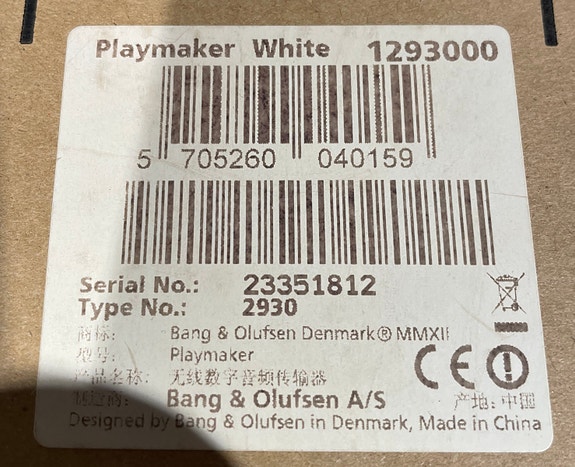 Playmaker White 1293000
5 705260 040159
Serial No.: 23351812
Type No.: 2930
商标: Bang & Olufsen Denmark® MMXII
型号: Playmaker
产品名称: 无线数字音频传输器
制造商: Bang & Olufsen A/S 产地: 中国
Designed by Bang & Olufsen in Denmark, Made in China
CE